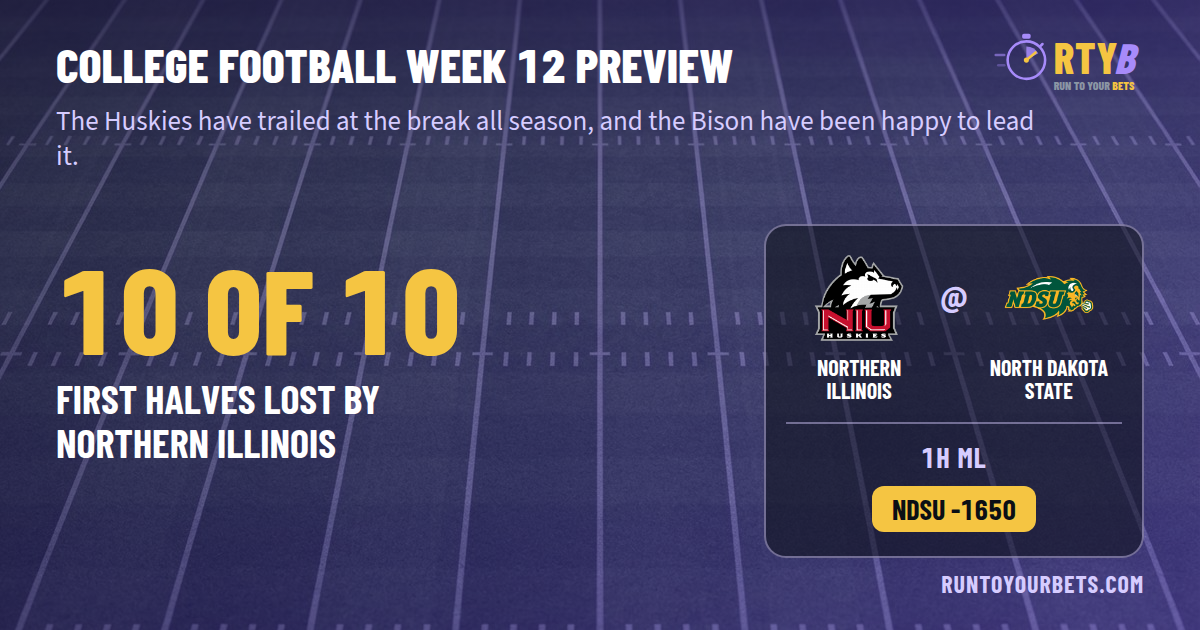 COLLEGE FOOTBALL WEEK 12 PREVIEW
RTYB
RUN TO YOUR BETS
The Huskies have trailed at the break all season, and the Bison have been happy to lead
it.
10 OF 10
FIRST HALVES LOST BY
NORTHERN ILLINOIS
NIU
HUSKIES
@
NDSU
NORTHERN
ILLINOIS
NORTH DAKOTA
STATE
1H ML
NDSU -1650
RUNTOYOURBETS.COM